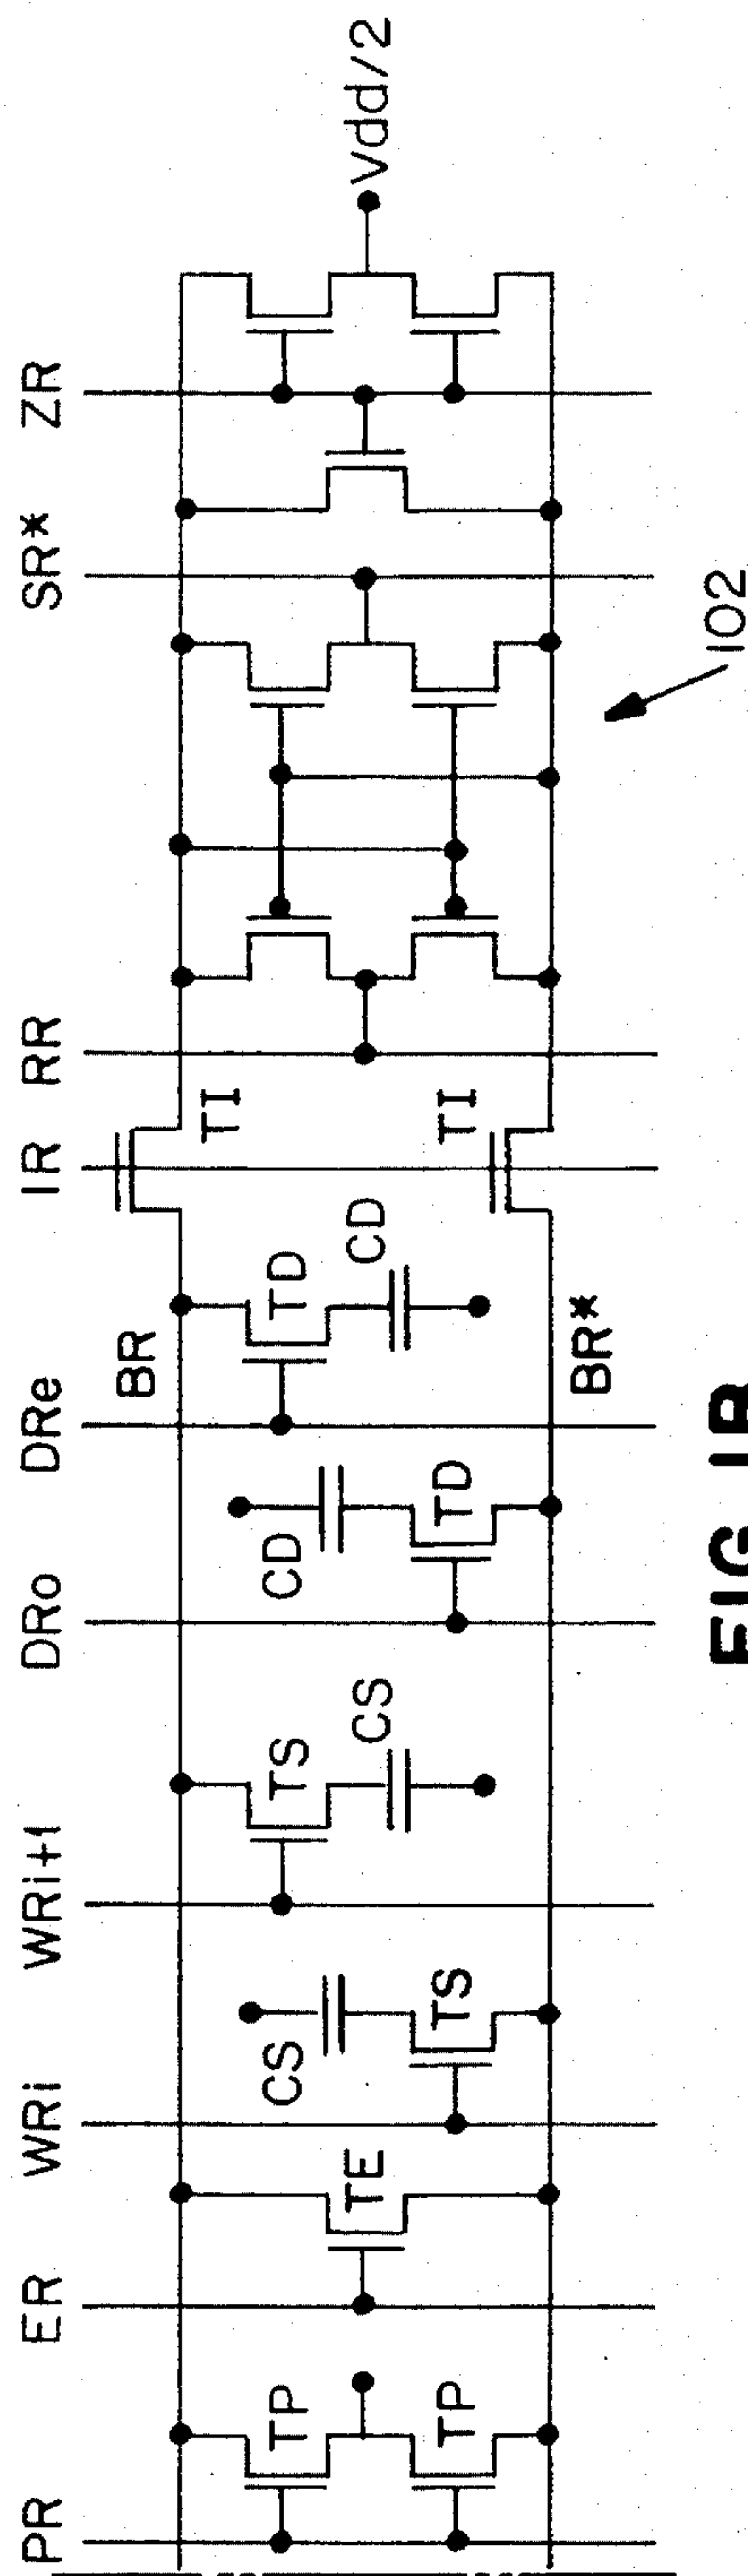 PR ER WRi WRi+1 DRo DRe IR RR SR* ZR
BR TI
TP TE CS TS CD TD Vdd/2
TP TS CS TD CD TI
BR* 102
FIG. 1B